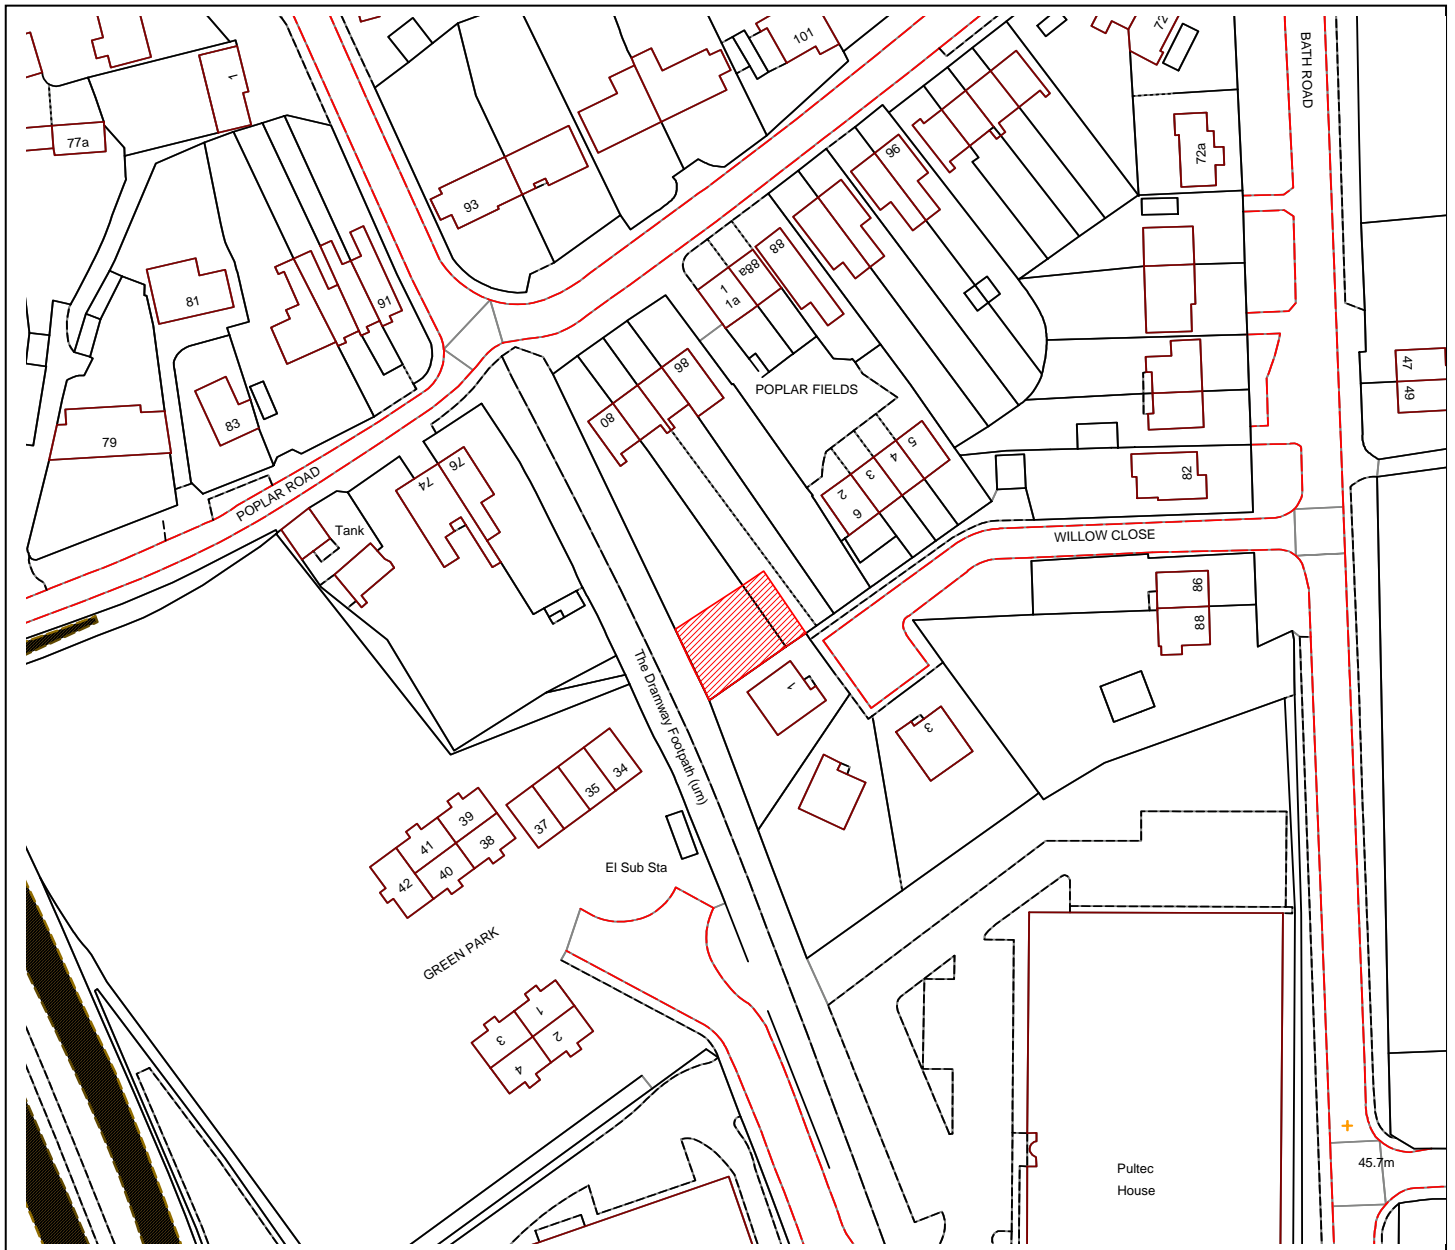 101
72
BATH ROAD
1
77a
72a
96
93
88
88a
1
1a
81
91
47
49
86
POPLAR FIELDS
80
83
79
5
4
3
2
6
76
74
82
POPLAR ROAD
Tank
WILLOW CLOSE
86
88
The Dramway Footpath (um)
1
3
34
35
37
39
38
41
40
42
El Sub Sta
GREEN PARK
1
2
3
4
45.7m
Pultec
House